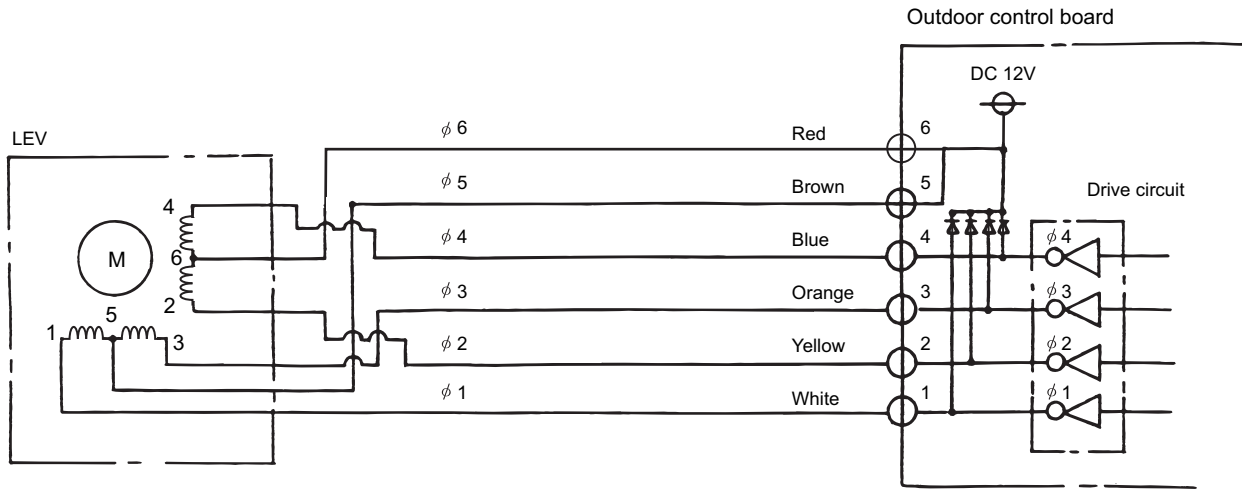 Outdoor control board
DC 12V
LEV
ϕ 6 Red 6
ϕ 5 Brown 5
Drive circuit
4
ϕ 4 Blue 4 ϕ 4
M 6
ϕ 3 Orange 3 ϕ 3
2
5
1 3
ϕ 2 Yellow 2 ϕ 2
ϕ 1 White 1 ϕ 1